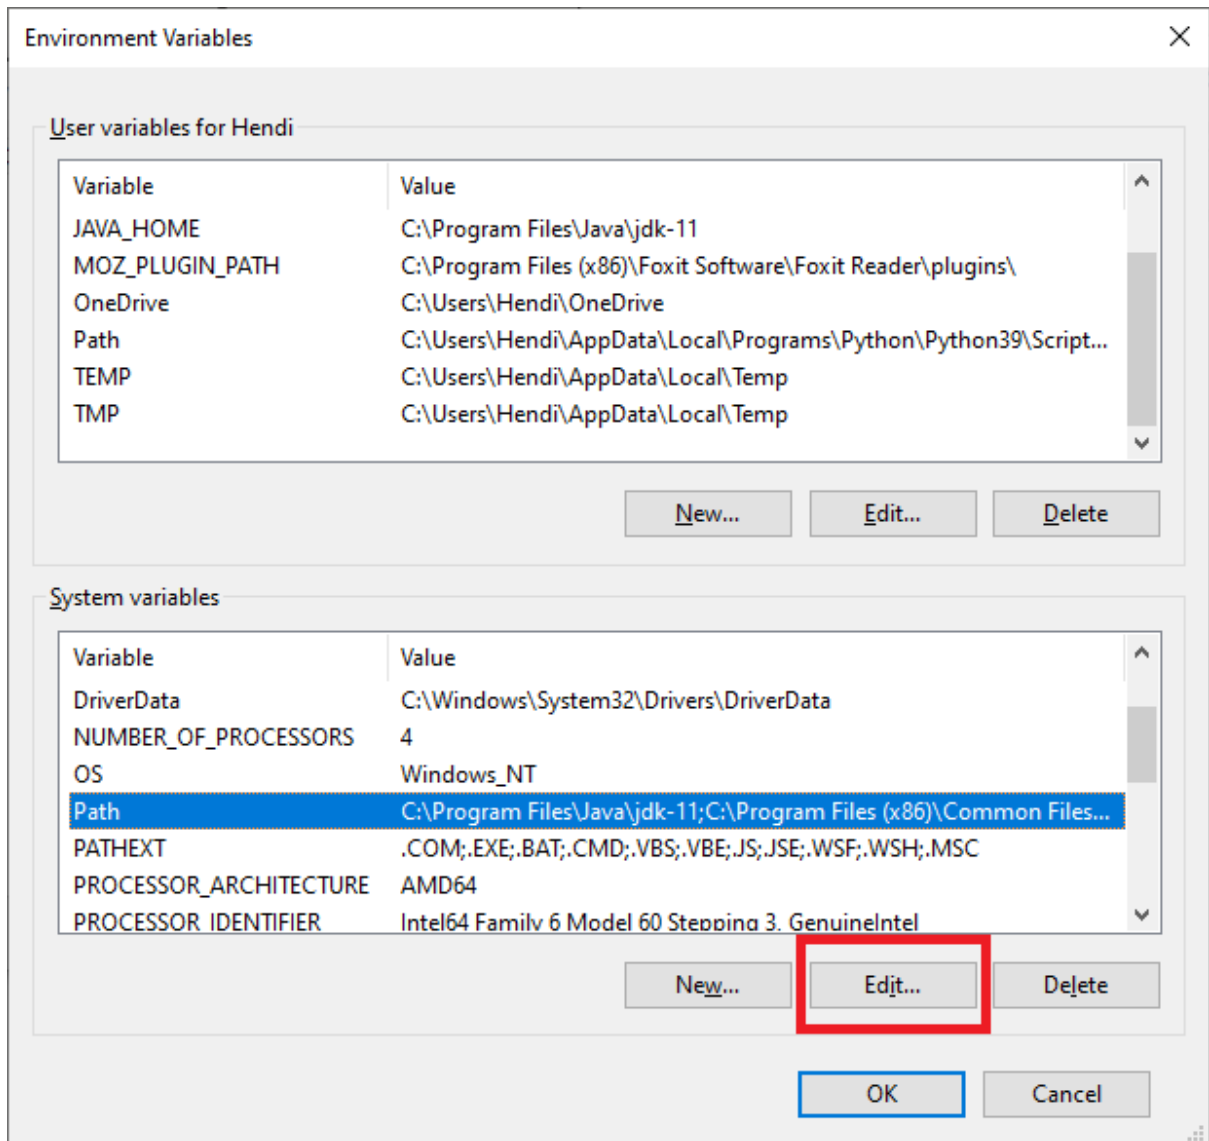 Environment Variables
User variables for Hendi
Variable Value
JAVA_HOME C:\Program Files\Java\jdk-11
MOZ_PLUGIN_PATH C:\Program Files (x86)\Foxit Software\Foxit Reader\plugins\
OneDrive C:\Users\Hendi\OneDrive
Path C:\Users\Hendi\AppData\Local\Programs\Python\Python39\Script...
TEMP C:\Users\Hendi\AppData\Local\Temp
TMP C:\Users\Hendi\AppData\Local\Temp
New... Edit... Delete
System variables
Variable Value
DriverData C:\Windows\System32\Drivers\DriverData
NUMBER_OF_PROCESSORS 4
OS Windows_NT
Path C:\Program Files\Java\jdk-11;C:\Program Files (x86)\Common Files...
PATHEXT .COM;.EXE;.BAT;.CMD;.VBS;.VBE;.JS;.JSE;.WSF;.WSH;.MSC
PROCESSOR_ARCHITECTURE AMD64
PROCESSOR_IDENTIFIER Intel64 Family 6 Model 60 Stepping 3, GenuineIntel
New... Edit... Delete
OK Cancel